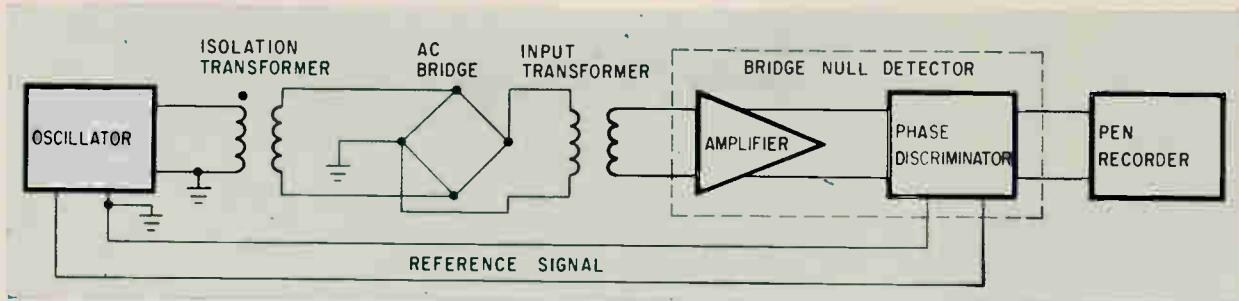 ISOLATION
TRANSFORMER
AC
BRIDGE
INPUT
TRANSFORMER
BRIDGE NULL DETECTOR
OSCILLATOR
AMPLIFIER
PHASE
DISCRIMINATOR
PEN
RECORDER
REFERENCE SIGNAL